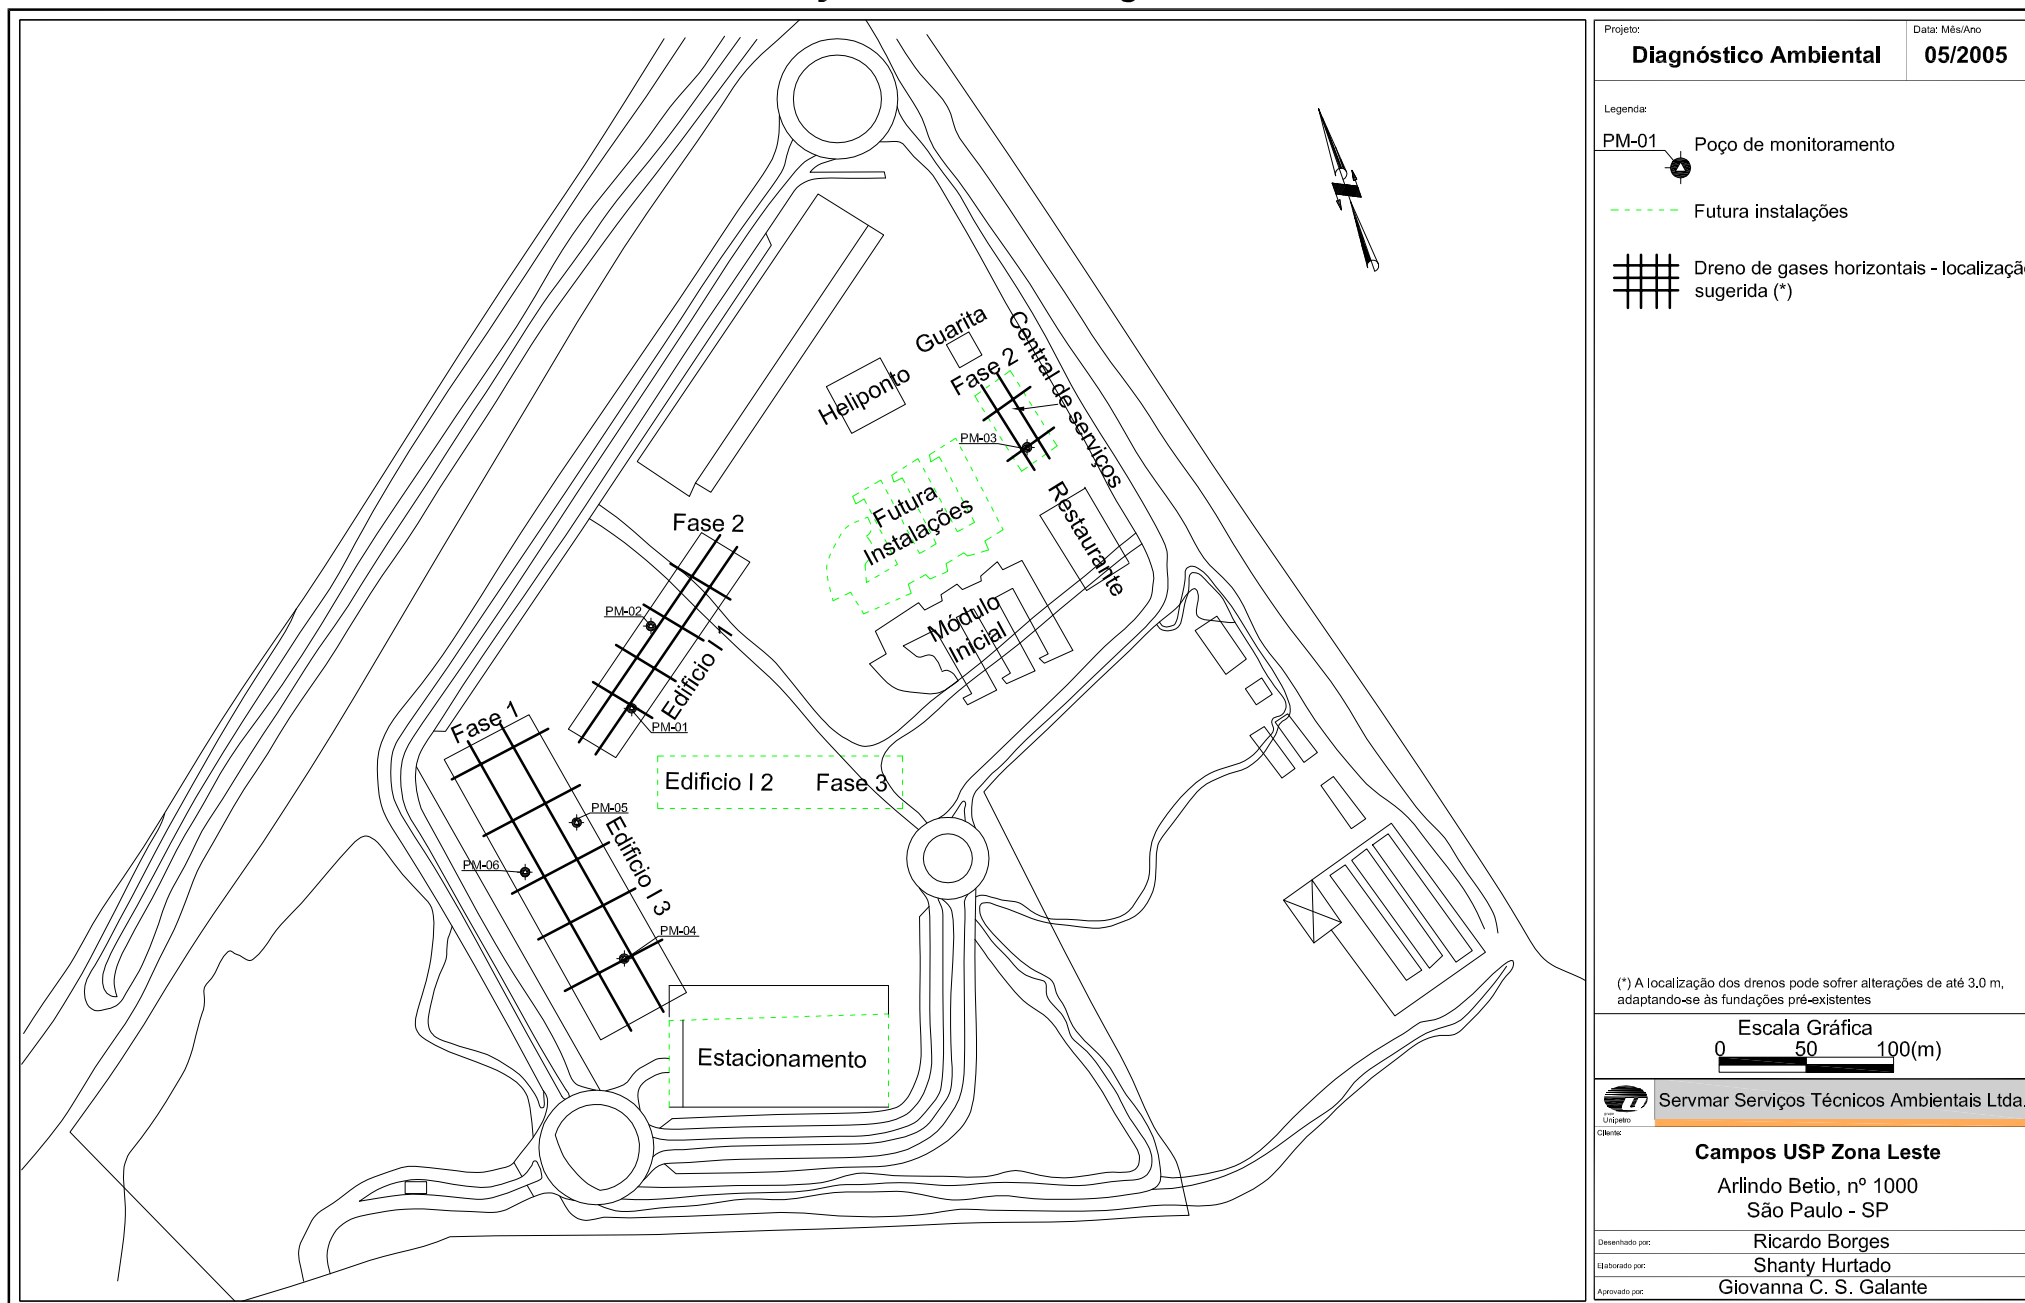 Projeto:
Diagnóstico Ambiental
Data: Mês/Ano
05/2005
Legenda:
PM-01
Poço de monitoramento
Futura instalações
Dreno de gases horizontais - localização
sugerida (*)
Guarita
Central de serviços
Fase 2
Heliponto
PM-03
Futura
Instalações
Restaurante
Fase 2
Módulo
Inicial
PM-02
Edificio I 1
PM-01
Fase 1
Edificio I 2
Fase 3
PM-05
Edificio I 3
PM-06
PM-04
Estacionamento
(*) A localização dos drenos pode sofrer alterações de até 3.0 m,
adaptando-se às fundações pré-existentes
Escala Gráfica
0 50 100(m)
grupo
Unipetro
Servmar Serviços Técnicos Ambientais Ltda.
Cliente:
Campos USP Zona Leste
Arlindo Betio, nº 1000
São Paulo - SP
Desenhado por:
Ricardo Borges
Elaborado por:
Shanty Hurtado
Aprovado por:
Giovanna C. S. Galante